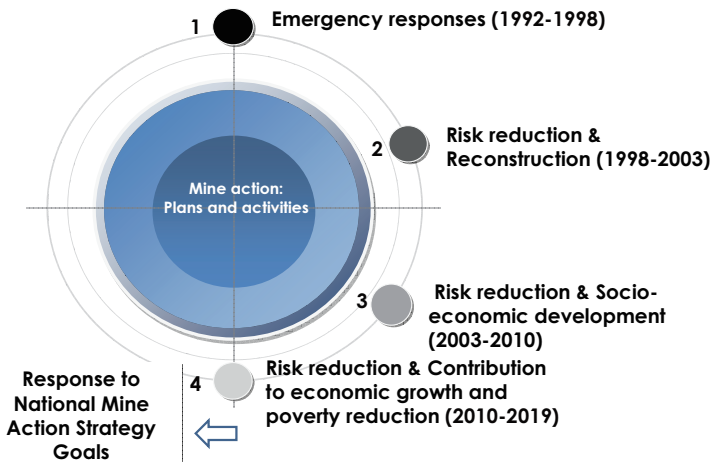 1
Emergency responses (1992-1998)
2
Risk reduction &
Reconstruction (1998-2003)
Mine action:
Plans and activities
3
Risk reduction & Socio-
economic development
(2003-2010)
4
Risk reduction & Contribution
to economic growth and
poverty reduction (2010-2019)
Response to
National Mine
Action Strategy
Goals